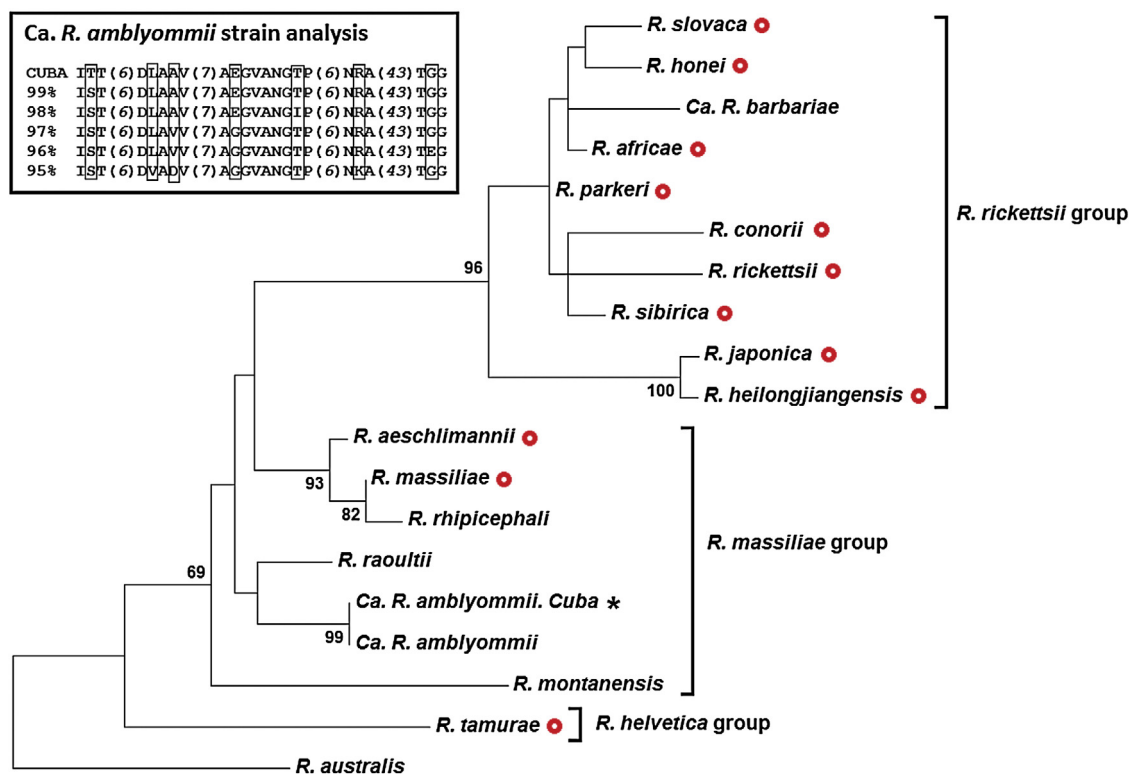 Ca. R. amblyommii strain analysis
CUBA ITT(6)DLAAV(7)AEGVANGTP(6)NRA(43)TGG
99% IST(6)DLAAV(7)AEGVANGTP(6)NRA(43)TGG
98% IST(6)DLAAV(7)AEGVANGIP(6)NRA(43)TGG
97% IST(6)DLAVV(7)AGGVANGTP(6)NRA(43)TGG
96% IST(6)DLAVV(7)AGGVANGTP(6)NRA(43)TEG
95% IST(6)DVADV(7)AGGVANGTP(6)NKA(43)TGG
R. slovaca
R. honei
Ca. R. barbariae
R. africae
R. parkeri
R. rickettsii group
R. conorii
96
R. rickettsii
R. sibirica
R. japonica
100
R. heilongjiangensis
R. aeschlimannii
93
R. massiliae
82
R. rhipicephali
R. massiliae group
R. raoultii
69
Ca. R. amblyommii. Cuba *
99
Ca. R. amblyommii
R. montanensis
R. tamurae
R. helvetica group
R. australis